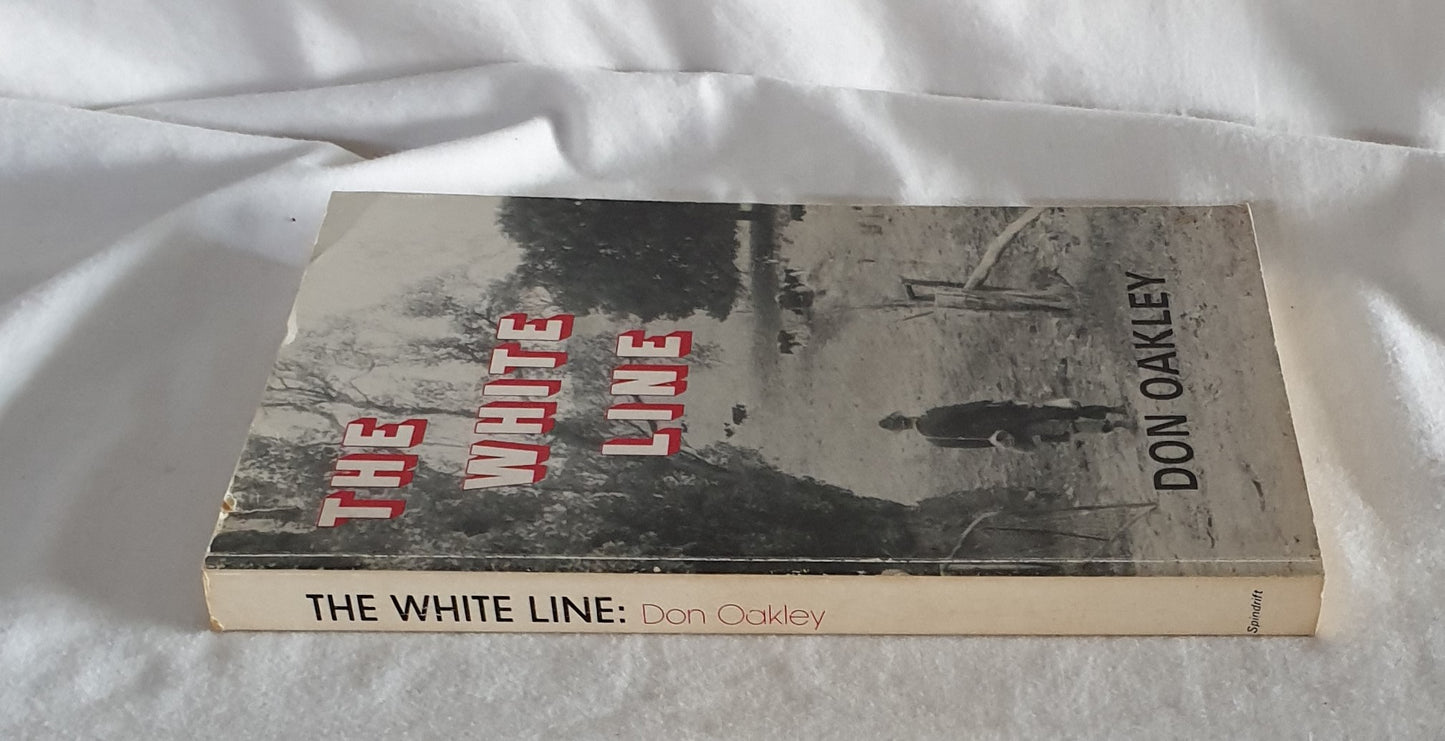 THE
WHITE
LINE
DON OAKLEY
THE WHITE LINE: Don Oakley
Spindrift